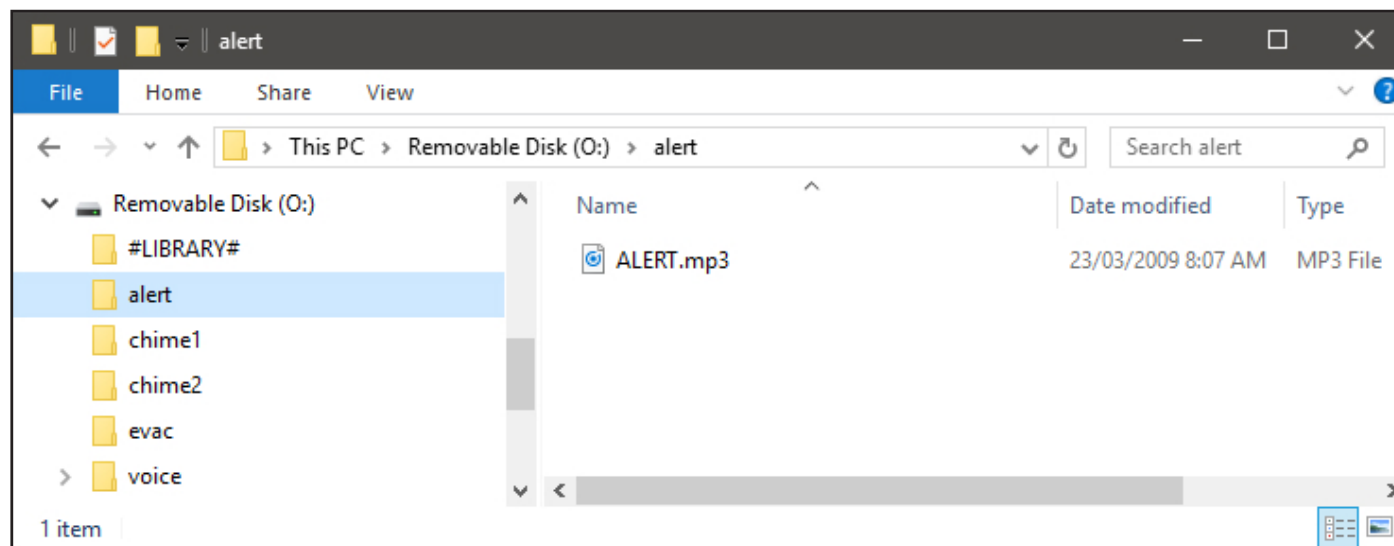 alert
File Home Share View
This PC > Removable Disk (O:) > alert Search alert
Removable Disk (O:) Name Date modified Type
#LIBRARY# ALERT.mp3 23/03/2009 8:07 AM MP3 File
alert
chime1
chime2
evac
voice
1 item